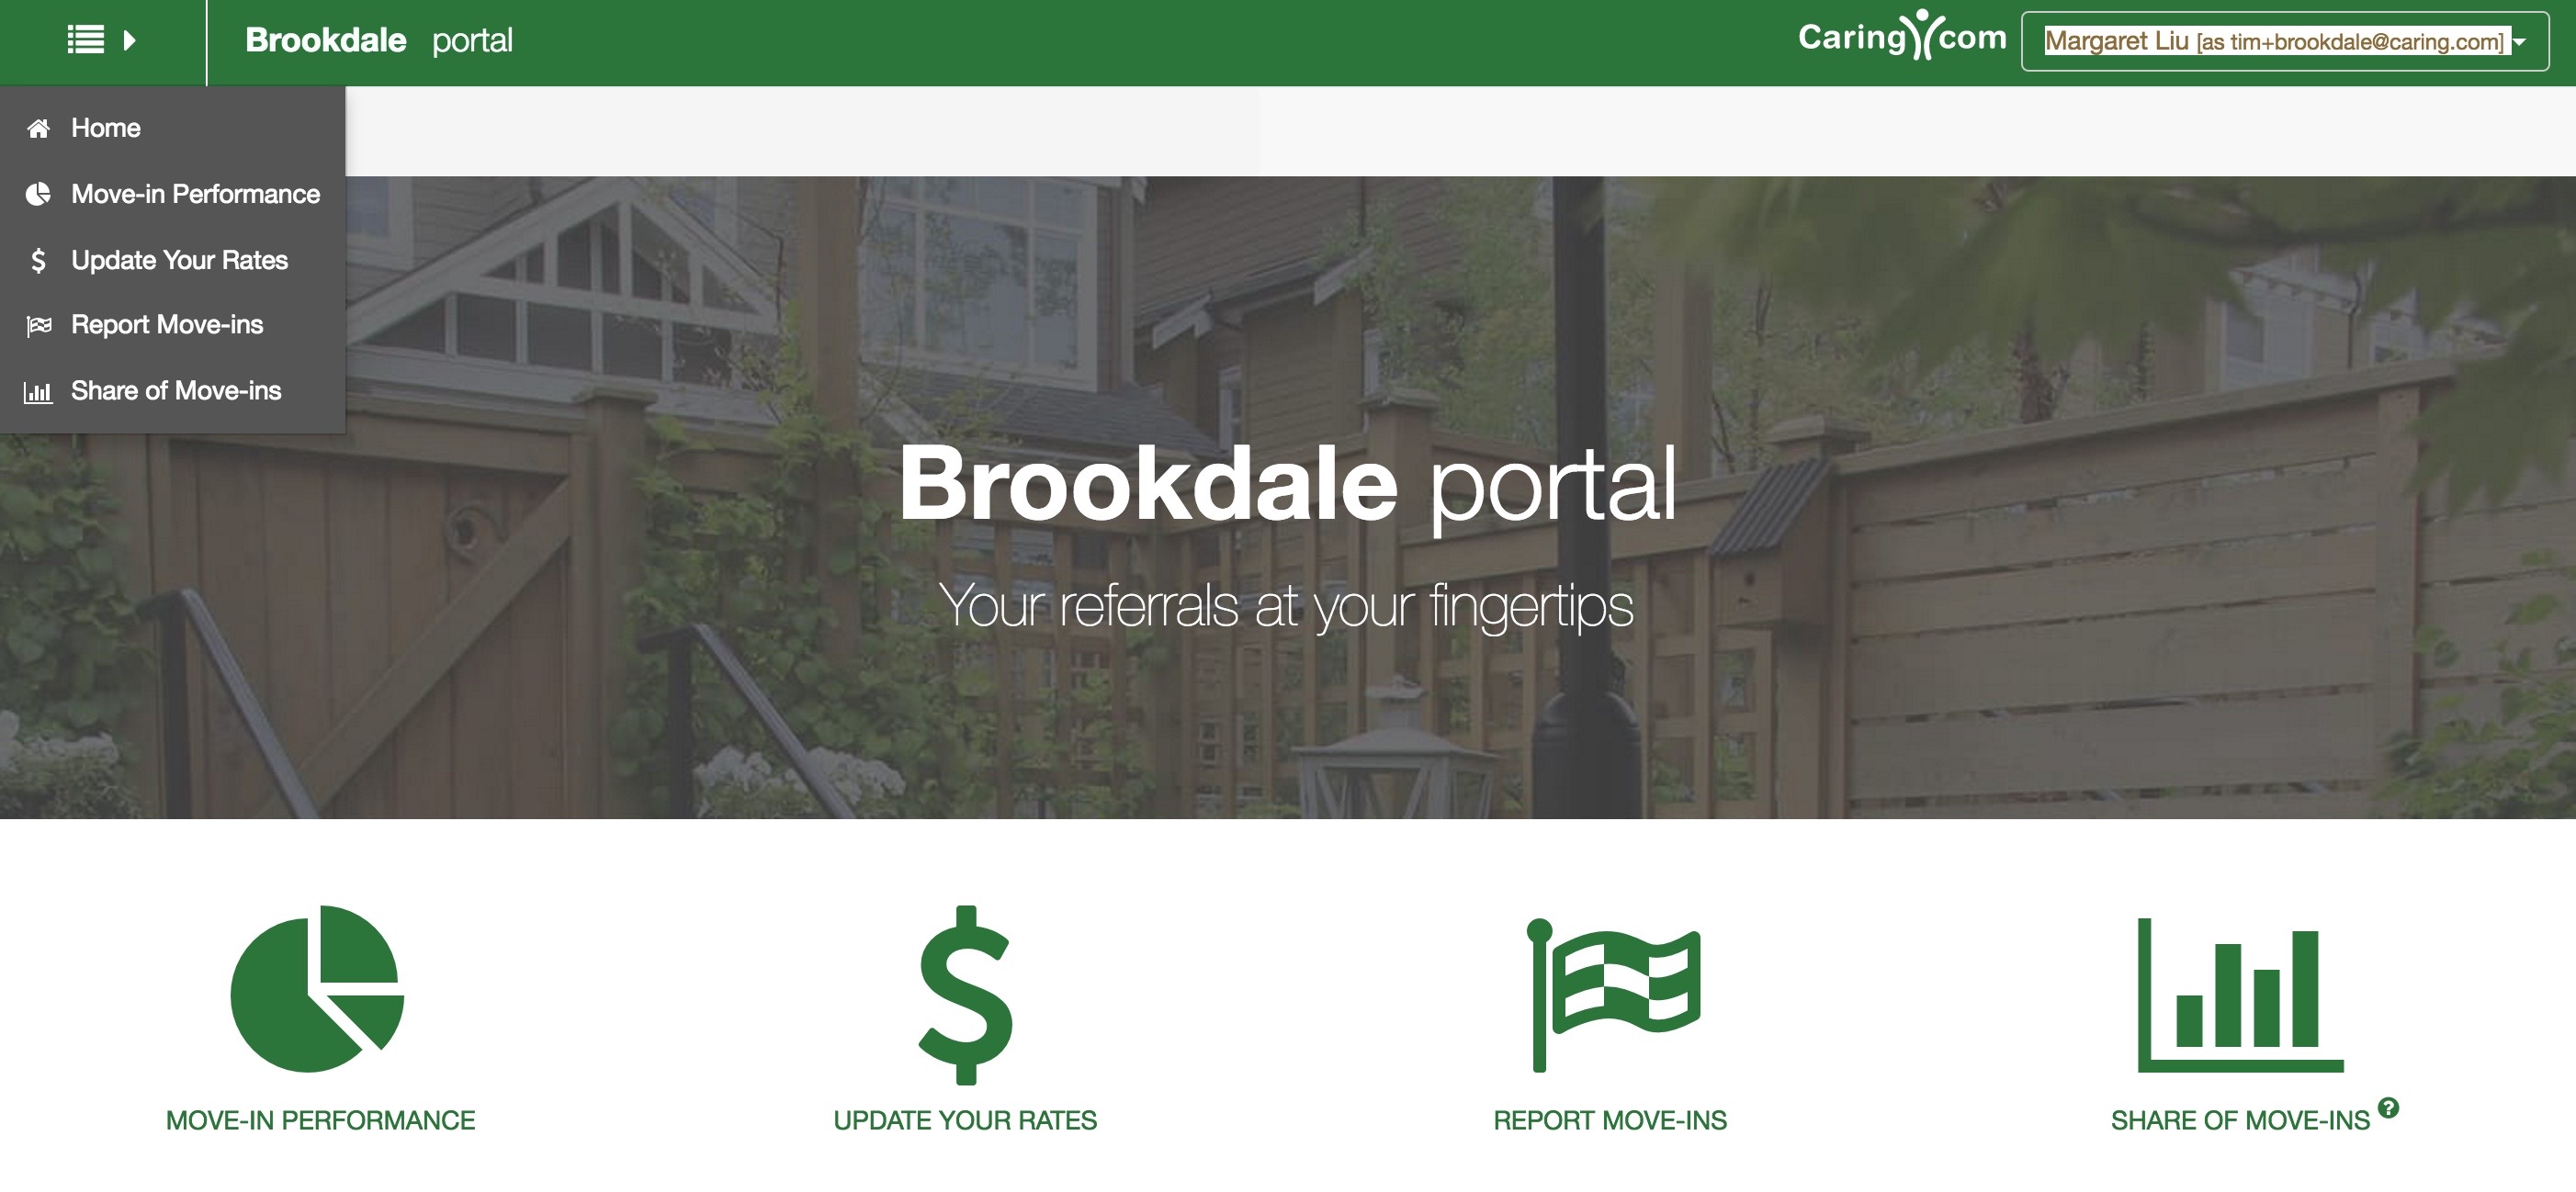 Brookdale portal
Caring com
Margaret Liu [as tim+brookdale@caring.com]
Home
Move-in Performance
Update Your Rates
Report Move-ins
Share of Move-ins
Brookdale portal
Your referrals at your fingertips
MOVE-IN PERFORMANCE
UPDATE YOUR RATES
REPORT MOVE-INS
SHARE OF MOVE-INS ?